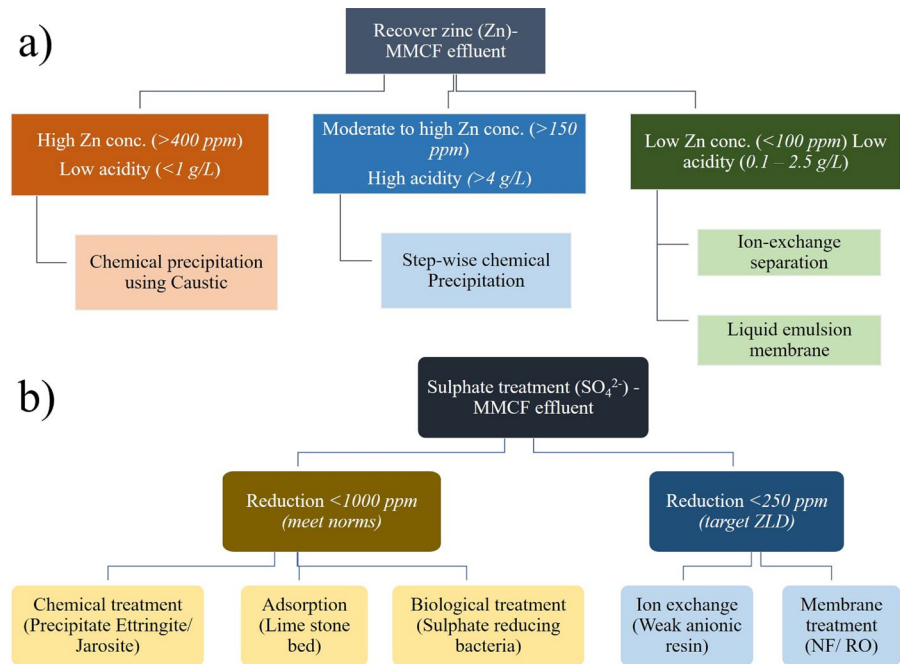 a)
Recover zinc (Zn)-
MMCF effluent
High Zn conc. (>400 ppm)
Low acidity (<1 g/L)
Moderate to high Zn conc. (>150
ppm)
High acidity (>4 g/L)
Low Zn conc. (<100 ppm) Low
acidity (0.1 – 2.5 g/L)
Chemical precipitation
using Caustic
Step-wise chemical
Precipitation
Ion-exchange
separation
Liquid emulsion
membrane
b)
Sulphate treatment (SO₄²⁻) -
MMCF effluent
Reduction <1000 ppm
(meet norms)
Reduction <250 ppm
(target ZLD)
Chemical treatment
(Precipitate Ettringite/
Jarosite)
Adsorption
(Lime stone
bed)
Biological treatment
(Sulphate reducing
bacteria)
Ion exchange
(Weak anionic
resin)
Membrane
treatment
(NF/ RO)